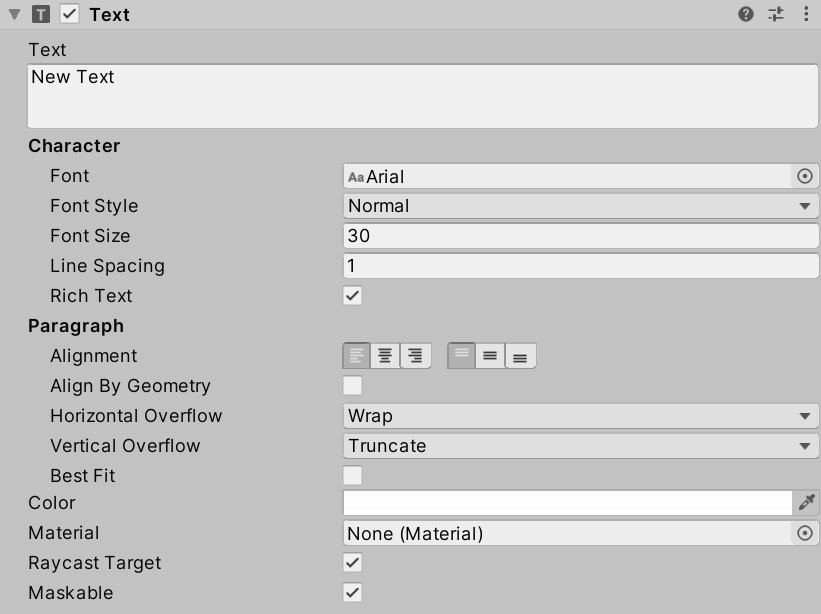 T Text
Text
New Text
Character
Font Aa Arial
Font Style Normal
Font Size 30
Line Spacing 1
Rich Text
Paragraph
Alignment
Align By Geometry
Horizontal Overflow Wrap
Vertical Overflow Truncate
Best Fit
Color
Material None (Material)
Raycast Target
Maskable